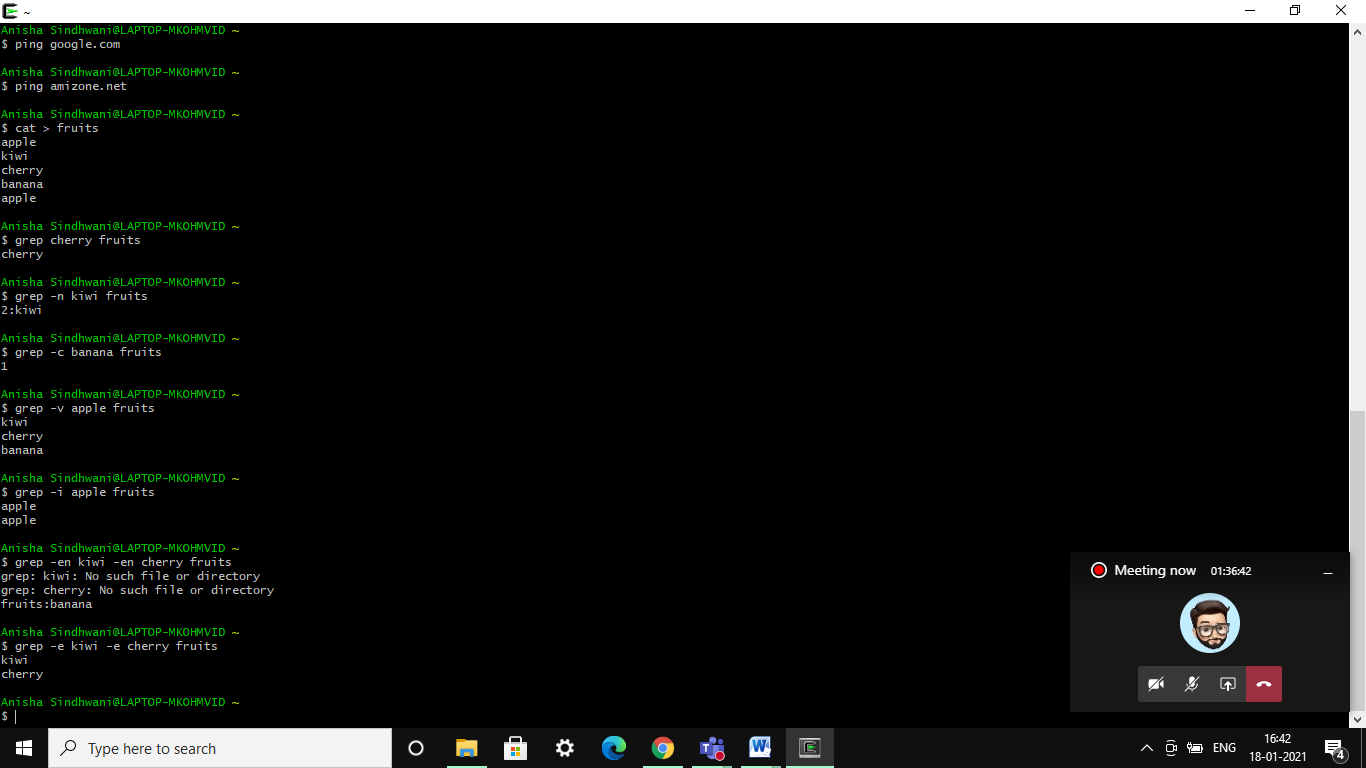 ~
Anisha Sindhwani@LAPTOP-MKOHMVID ~
$ ping google.com
Anisha Sindhwani@LAPTOP-MKOHMVID ~
$ ping amizone.net
Anisha Sindhwani@LAPTOP-MKOHMVID ~
$ cat > fruits
apple
kiwi
cherry
banana
apple
Anisha Sindhwani@LAPTOP-MKOHMVID ~
$ grep cherry fruits
cherry
Anisha Sindhwani@LAPTOP-MKOHMVID ~
$ grep -n kiwi fruits
2:kiwi
Anisha Sindhwani@LAPTOP-MKOHMVID ~
$ grep -c banana fruits
1
Anisha Sindhwani@LAPTOP-MKOHMVID ~
$ grep -v apple fruits
kiwi
cherry
banana
Anisha Sindhwani@LAPTOP-MKOHMVID ~
$ grep -i apple fruits
apple
apple
Anisha Sindhwani@LAPTOP-MKOHMVID ~
$ grep -en kiwi -en cherry fruits
grep: kiwi: No such file or directory
grep: cherry: No such file or directory
fruits:banana
Anisha Sindhwani@LAPTOP-MKOHMVID ~
$ grep -e kiwi -e cherry fruits
kiwi
cherry
Anisha Sindhwani@LAPTOP-MKOHMVID ~
$
Meeting now 01:36:42
Type here to search
ENG
16:42
18-01-2021
4